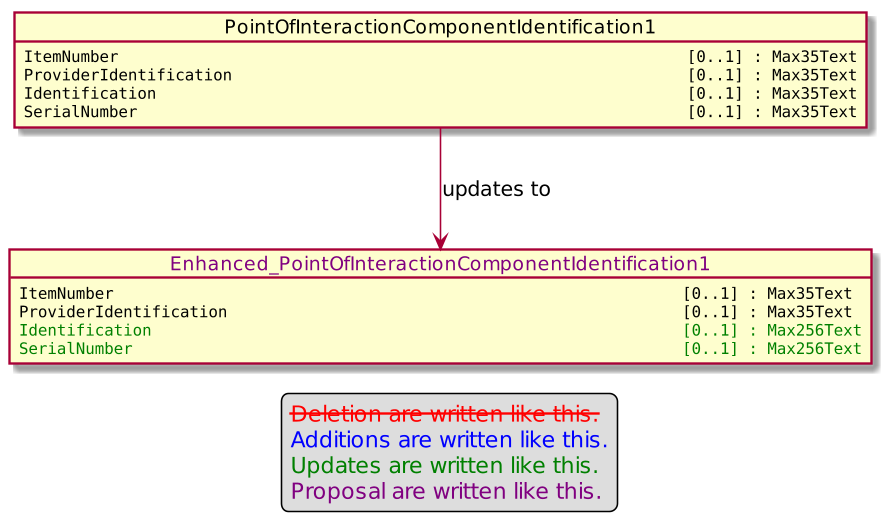 PointOfInteractionComponentIdentification1
ItemNumber [0..1] : Max35Text
ProviderIdentification [0..1] : Max35Text
Identification [0..1] : Max35Text
SerialNumber [0..1] : Max35Text
updates to
Enhanced_PointOfInteractionComponentIdentification1
ItemNumber [0..1] : Max35Text
ProviderIdentification [0..1] : Max35Text
Identification [0..1] : Max256Text
SerialNumber [0..1] : Max256Text
Deletion are written like this.
Additions are written like this.
Updates are written like this.
Proposal are written like this.